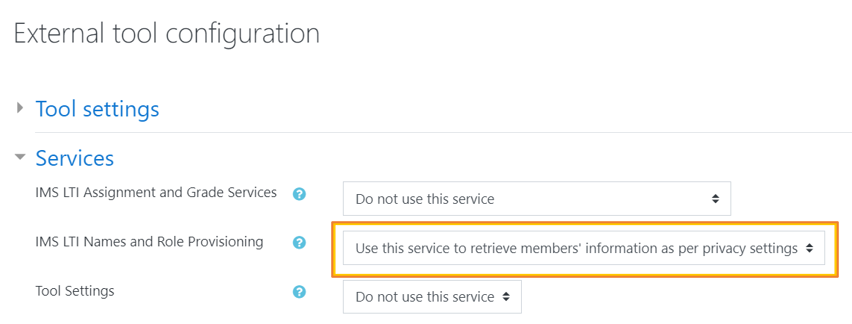 External tool configuration
Tool settings
Services
IMS LTI Assignment and Grade Services ? Do not use this service
IMS LTI Names and Role Provisioning ? Use this service to retrieve members' information as per privacy settings
Tool Settings ? Do not use this service